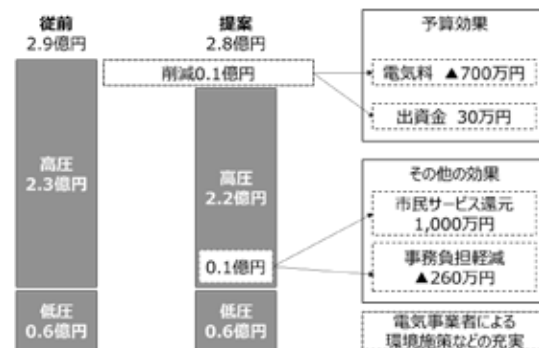 従前
2.9億円
提案
2.8億円
削減0.1億円
高圧
2.3億円
高圧
2.2億円
0.1億円
低圧
0.6億円
低圧
0.6億円
予算効果
電気料 ▲700万円
出資金 30万円
その他の効果
市民サービス還元
1,000万円
事務負担軽減
▲260万円
電気事業者による
環境施策などの充実